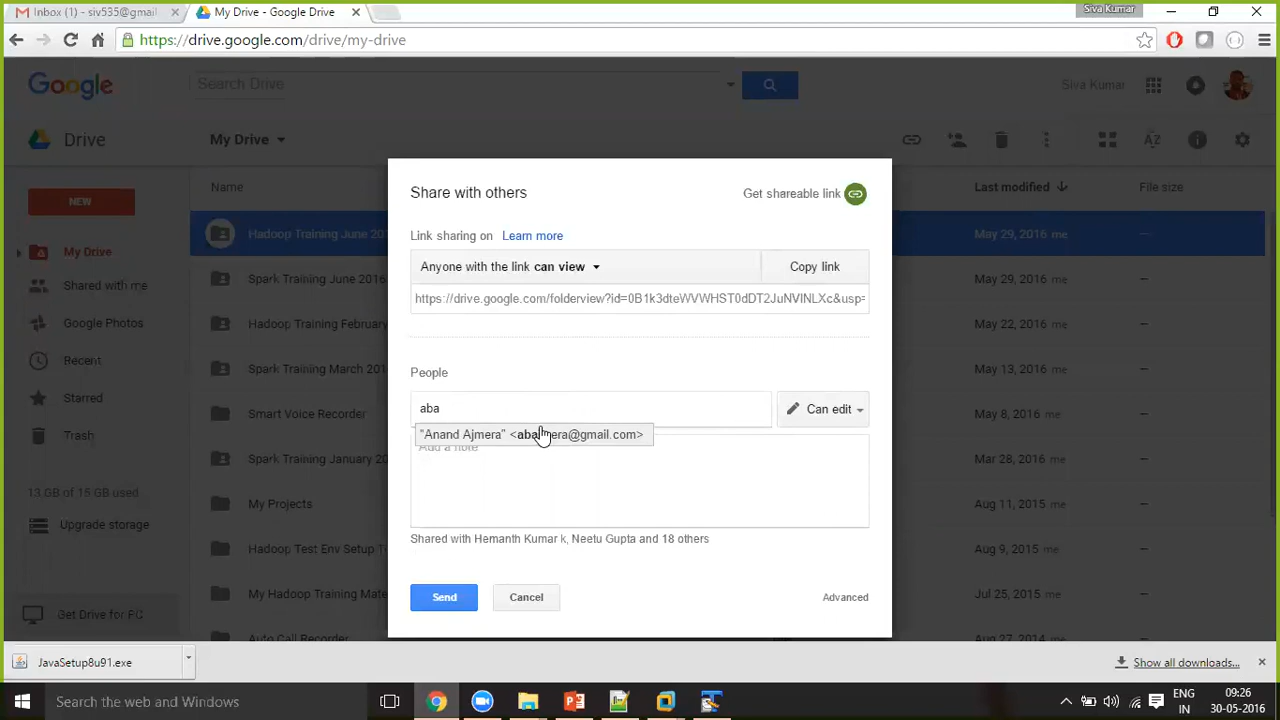 Inbox (1) - siv535@gmail
My Drive - Google Drive
Siva Kumar
https://drive.google.com/drive/my-drive
Google
Search Drive
Siva Kumar
Drive
My Drive
NEW
My Drive
Shared with me
Google Photos
Recent
Starred
Trash
13 GB of 15 GB used
Upgrade storage
Get Drive for PC
Name
Last modified
File size
Hadoop Training June 20
May 29, 2016 me
Spark Training June 2016
May 29, 2016 me
Hadoop Training February
May 22, 2016 me
Spark Training March 201
May 13, 2016 me
Smart Voice Recorder
May 8, 2016 me
Spark Training January
Mar 28, 2016 me
My Projects
Aug 11, 2015 me
Hadoop Test Env Setup
Aug 9, 2015 me
My Hadoop Training Mate
Jul 25, 2015 me
Auto Call Recorder
Aug 27, 2014 me
Share with others
Get shareable link
Link sharing on Learn more
Anyone with the link can view
Copy link
https://drive.google.com/folderview?id=0B1k3dteWVWHST0dDT2JuNVlNLXc&usp=
People
aba
Can edit
"Anand Ajmera"
Add a note
Shared with Hemanth Kumar k, Neetu Gupta and 18 others
Send
Cancel
Advanced
JavaSetup8u91.exe
Show all downloads...
Search the web and Windows
ENG
IN
09:26
30-05-2016